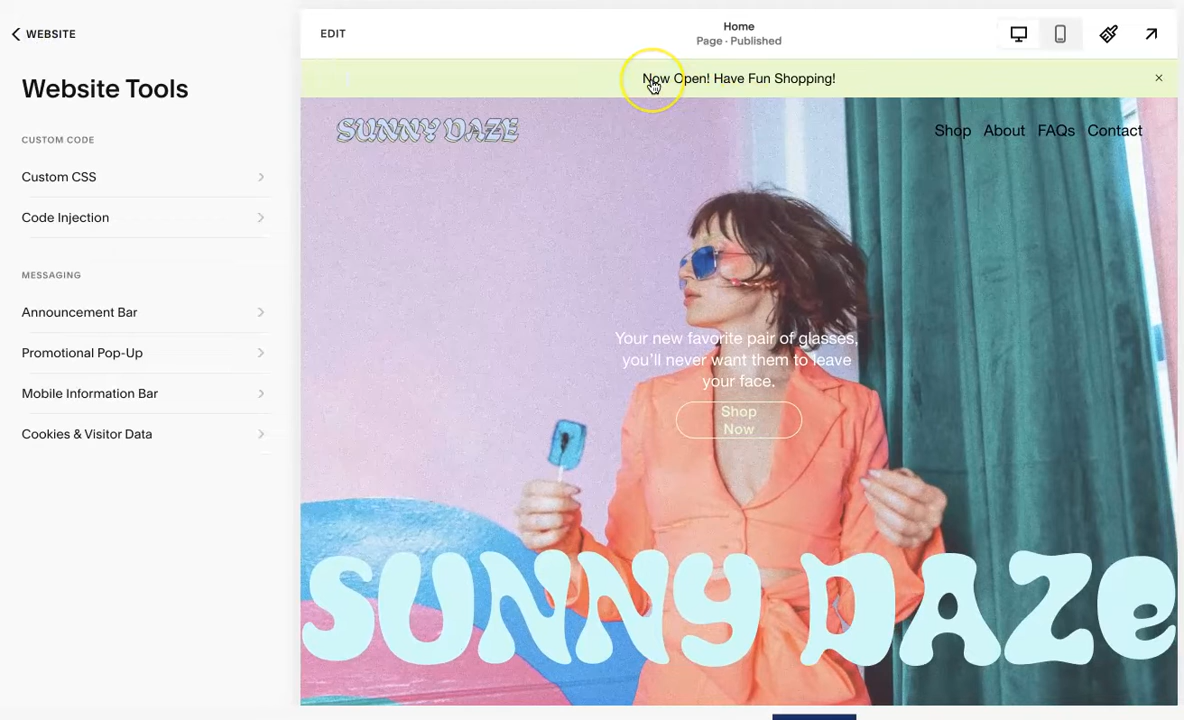 WEBSITE
Website Tools
CUSTOM CODE
Custom CSS
Code Injection
MESSAGING
Announcement Bar
Promotional Pop-Up
Mobile Information Bar
Cookies & Visitor Data
EDIT
Home
Page - Published
Now Open! Have Fun Shopping!
SUNNY DAZE
Shop About FAQs Contact
Your new favorite pair of glasses,
you'll never want them to leave
your face.
Shop
Now
SUNNY DAZe